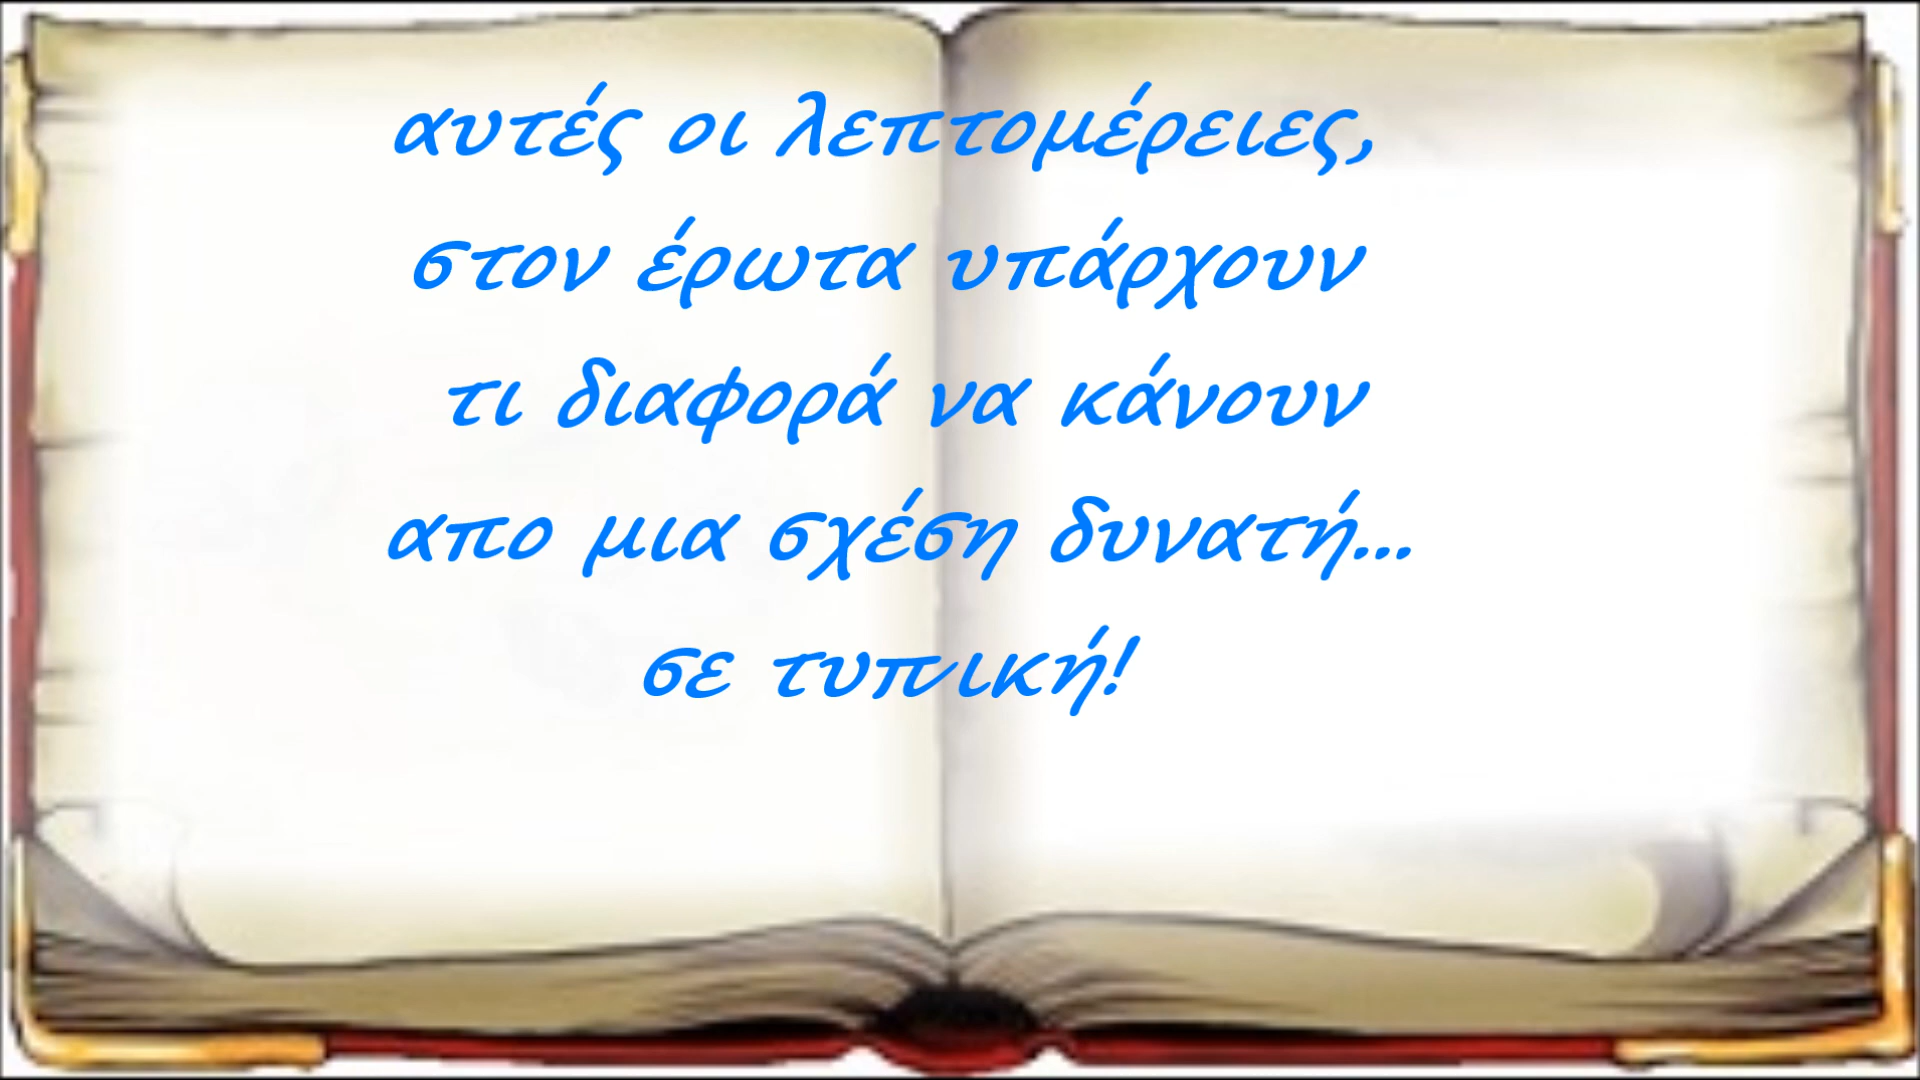 αυτές οι λεπτομέρειες,
στον έρωτα υπάρχουν
τι διαφορά να κάνουν
απο μια σχέση δυνατή...
σε τυπική!